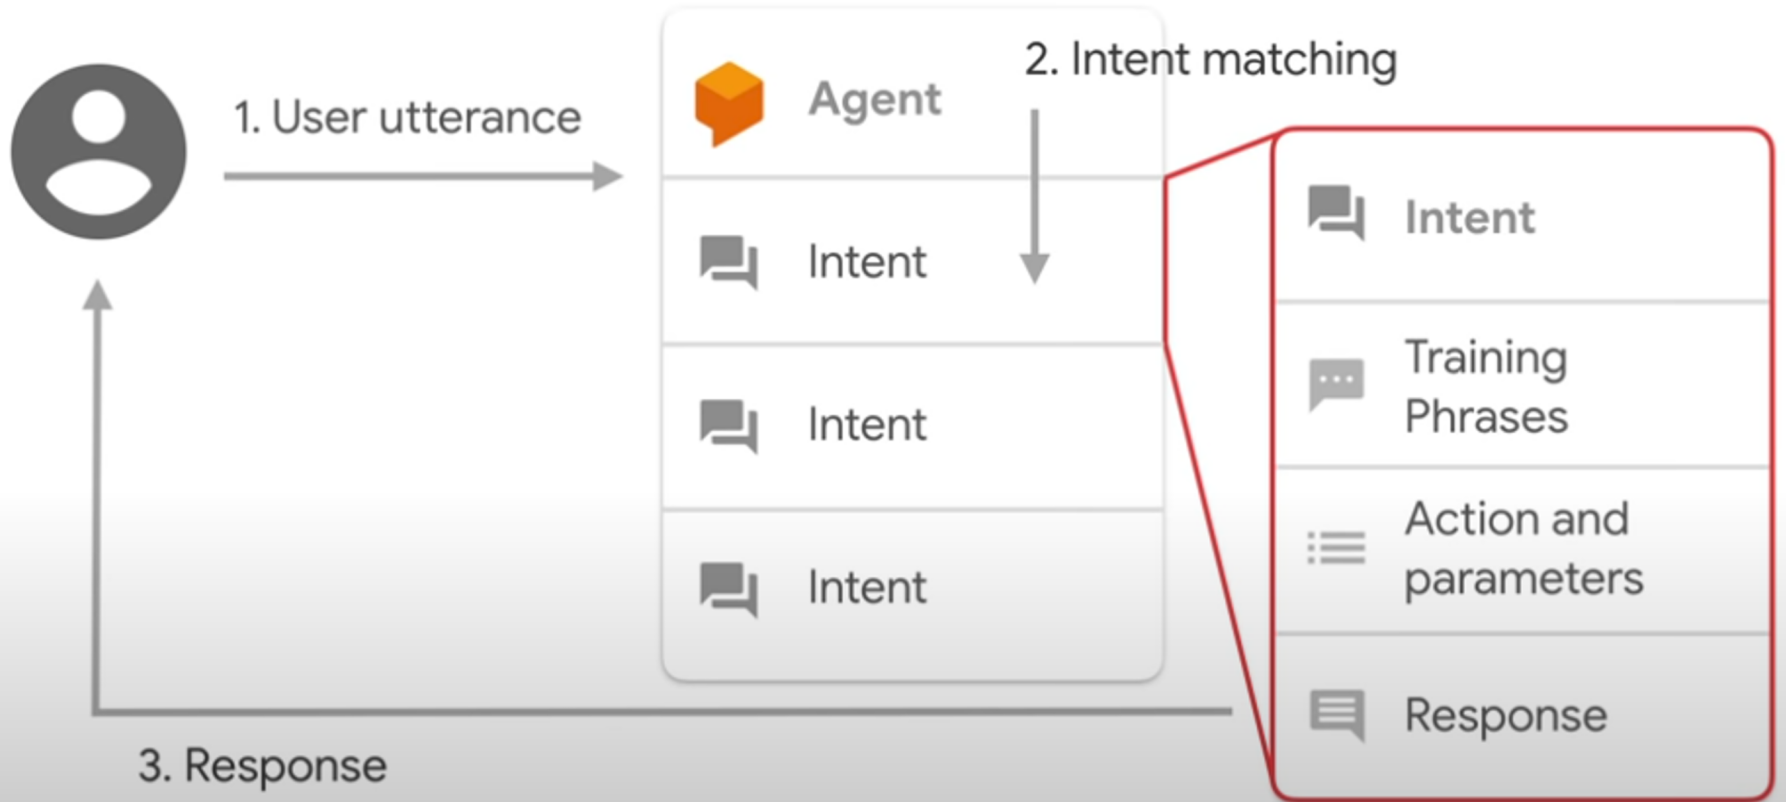 1. User utterance
Agent
2. Intent matching
Intent
Intent
Intent
Intent
Training
Phrases
Action and
parameters
Response
3. Response